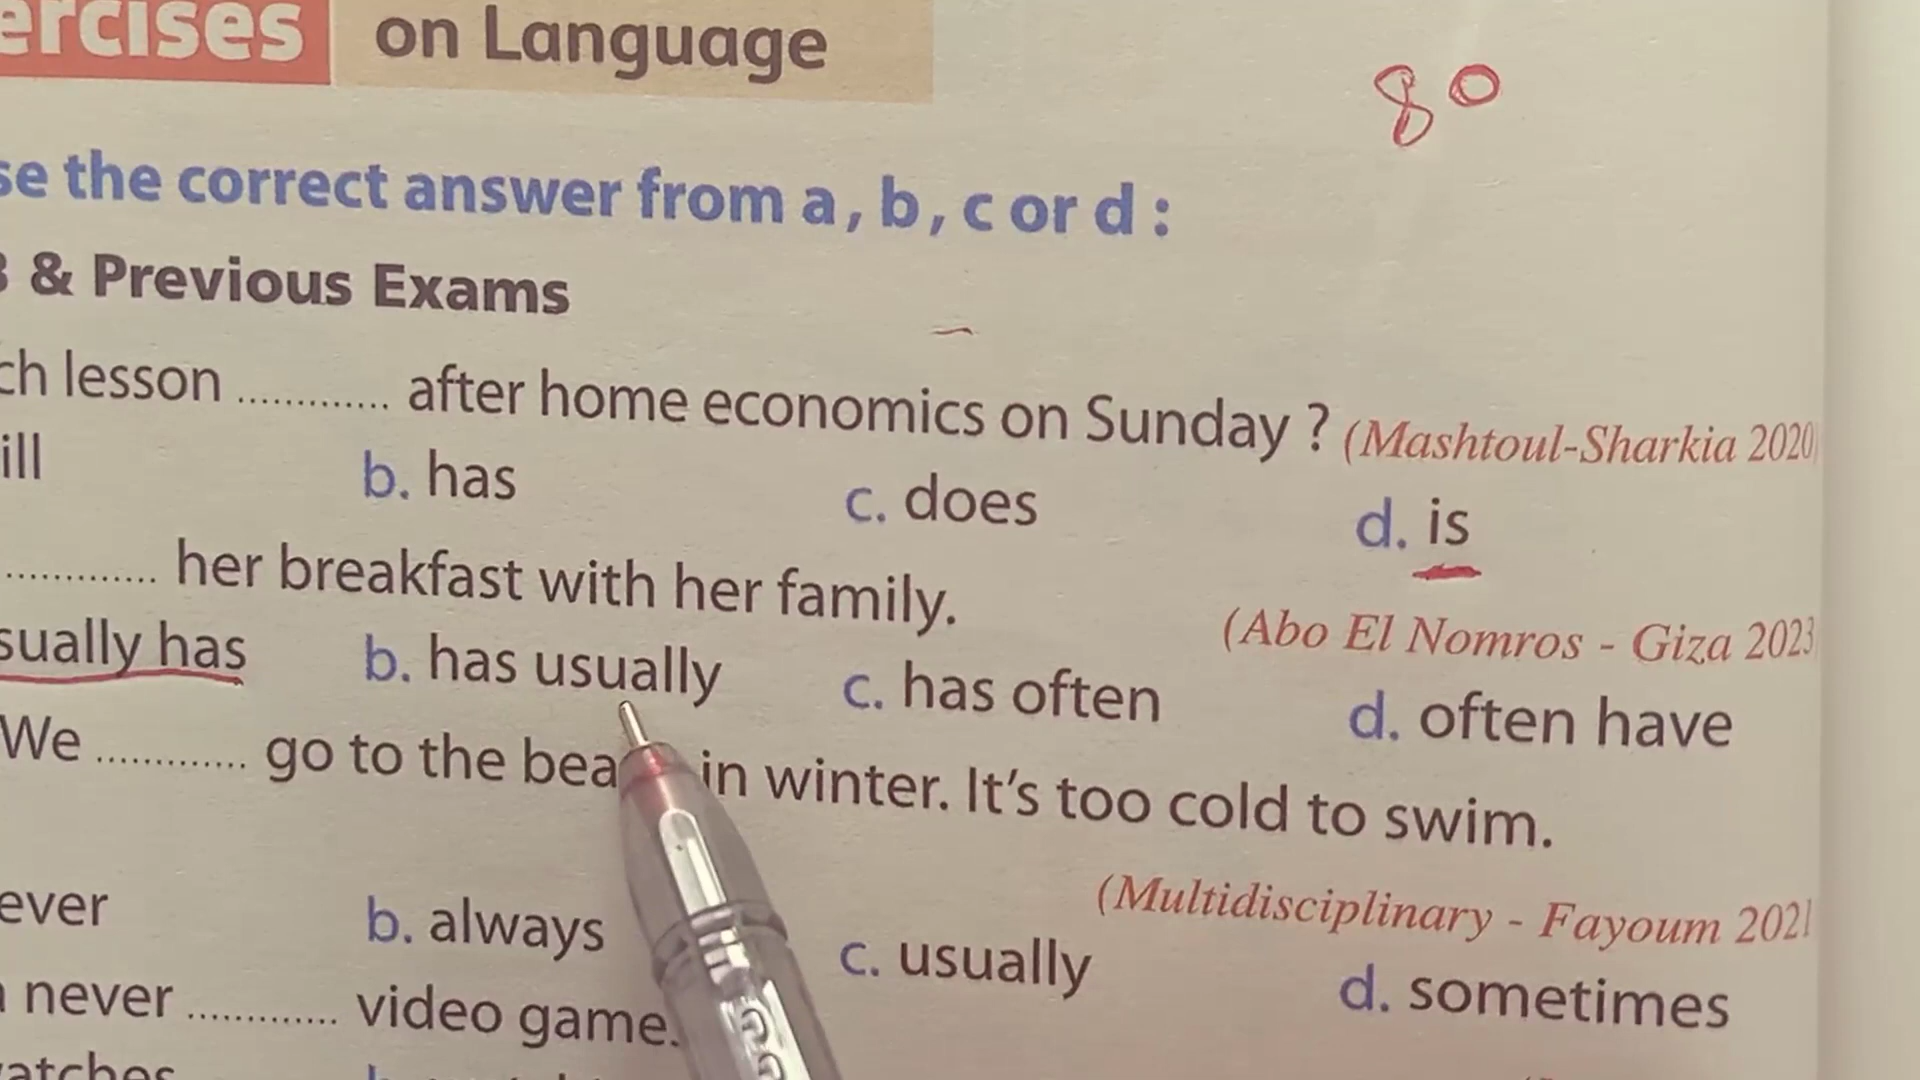 ercises on Language
80
se the correct answer from a, b, c or d :
& Previous Exams
ch lesson ............. after home economics on Sunday ? (Mashtoul-Sharkia 2020)
ill b. has c. does d. is
............. her breakfast with her family.
(Abo El Nomros - Giza 2023
sually has b. has usually c. has often d. often have
We ............. go to the bea in winter. It's too cold to swim.
(Multidisciplinary - Fayoum 2021
ever b. always c. usually d. sometimes
never ............. video game.
atches